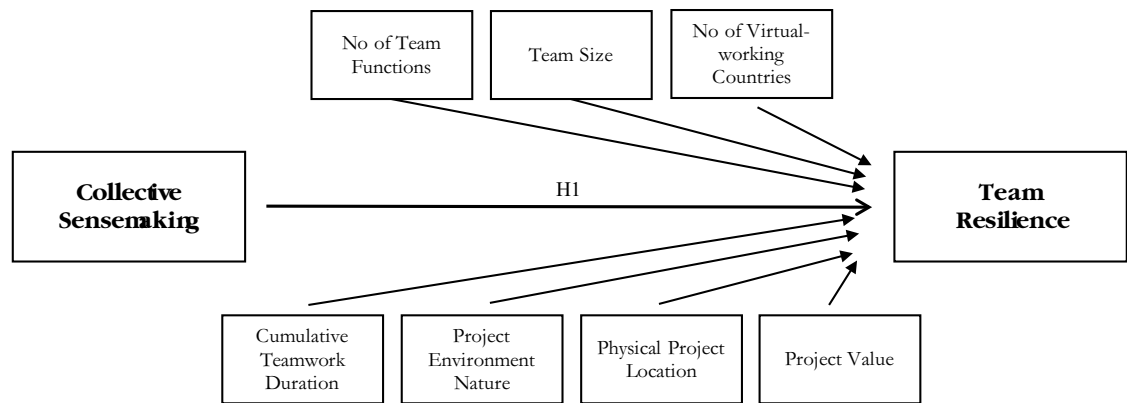 No of Team
Functions
Team Size
No of Virtual-
working
Countries
Collective
Sensemaking
H1
Team
Resilience
Cumulative
Teamwork
Duration
Project
Environment
Nature
Physical Project
Location
Project Value